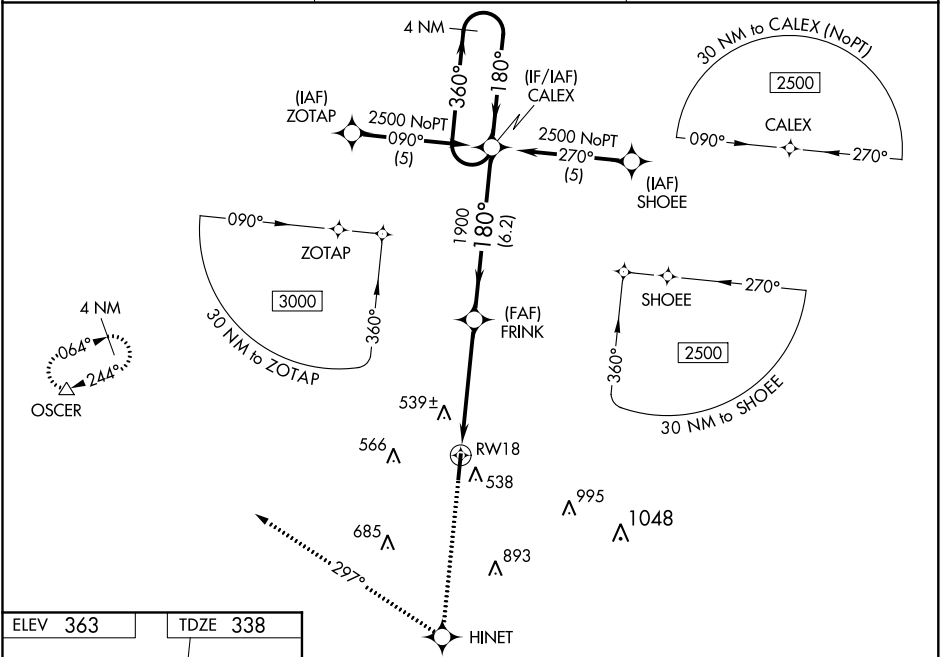 4 NM
360°
180°
(IF/IAF)
CALEX
(IAF)
ZOTAP
2500 NoPT
090°
(5)
2500 NoPT
270°
(5)
(IAF)
SHOEE
30 NM to CALEX (NoPT)
2500
CALEX
090°
270°
1900
180°
(6.2)
090°
ZOTAP
3000
360°
30 NM to ZOTAP
SHOEE
270°
2500
360°
30 NM to SHOEE
4 NM
064°
244°
OSCER
(FAF)
FRINK
539±
566
RW18
538
995
1048
685
893
297°
HINET
ELEV 363
TDZE 338